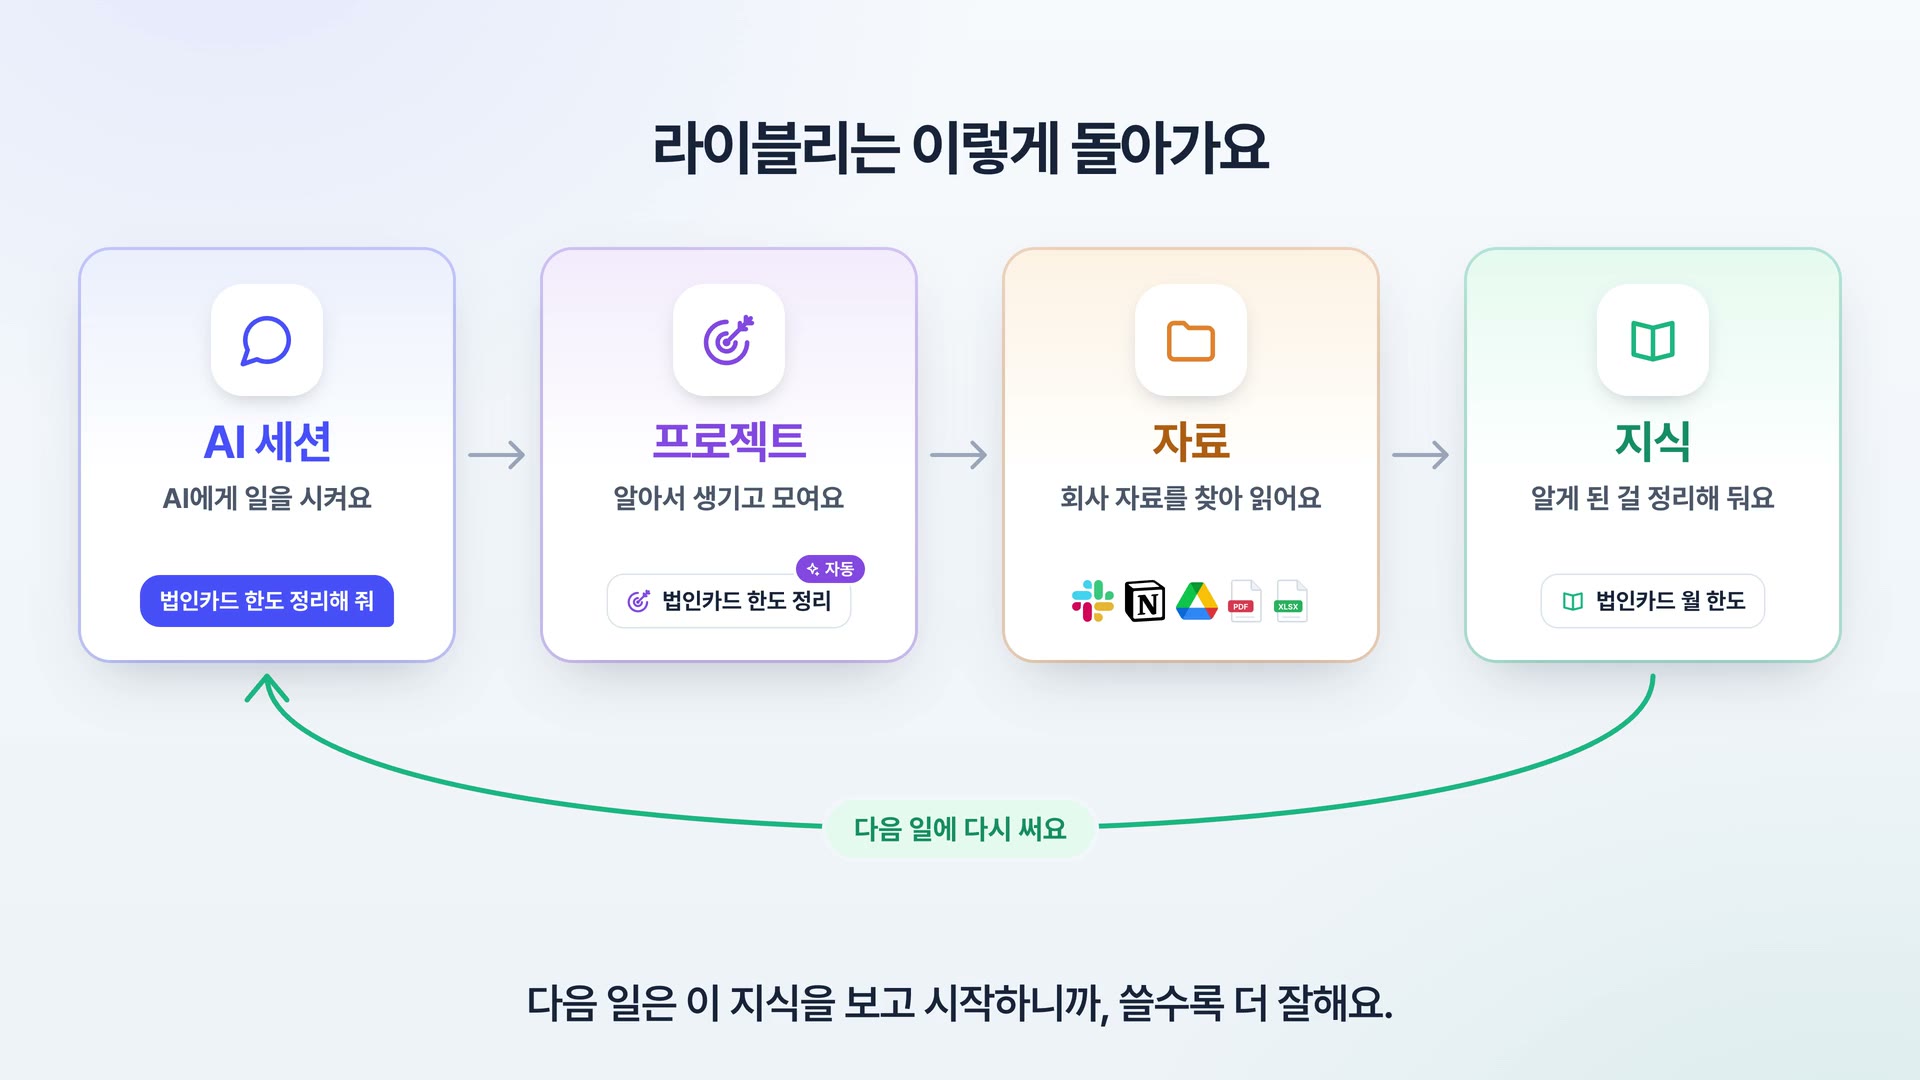 라이블리는 이렇게 돌아가요
AI 세션
AI에게 일을 시켜요
법인카드 한도 정리해 줘
프로젝트
알아서 생기고 모여요
자동
법인카드 한도 정리
자료
회사 자료를 찾아 읽어요
N
PDF
XLSX
지식
알게 된 걸 정리해 둬요
법인카드 월 한도
다음 일에 다시 써요
다음 일은 이 지식을 보고 시작하니까, 쓸수록 더 잘해요.